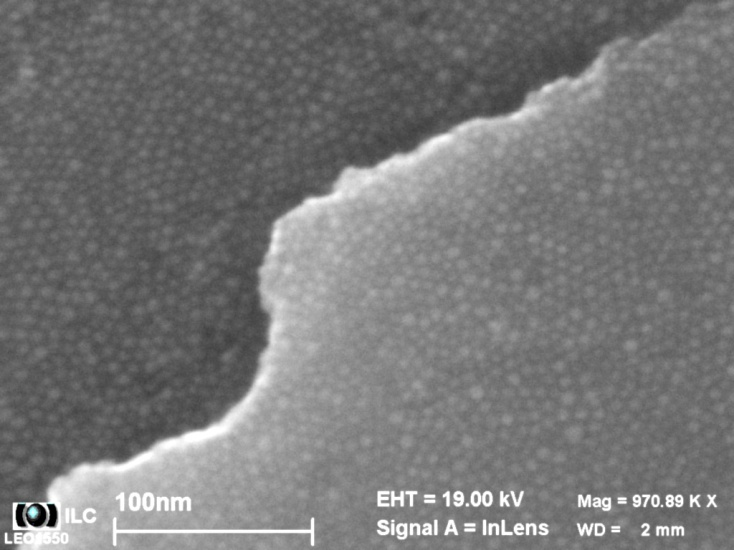 100nm
EHT = 19.00 kV
Mag = 970.89 K X
ILC
Signal A = InLens
WD = 2 mm